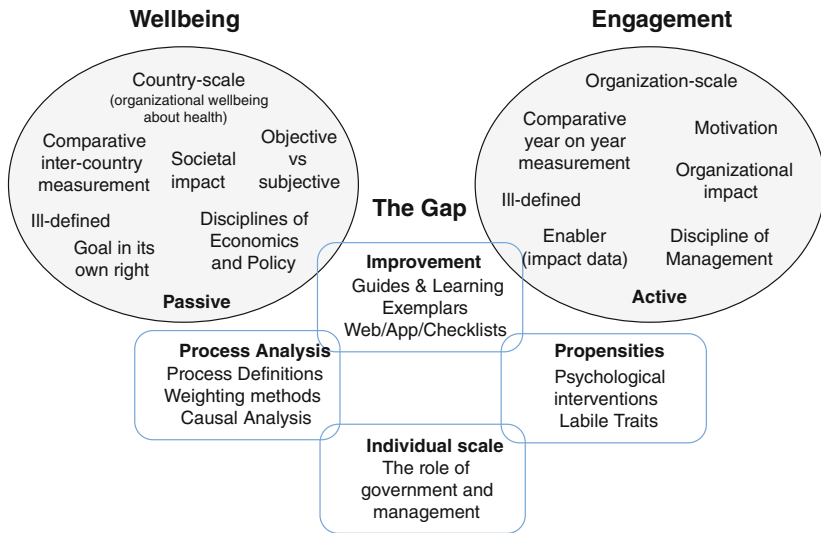 Wellbeing
Country-scale
(organizational wellbeing
about health)
Comparative
inter-country
measurement
Societal
impact
Objective
vs
subjective
Ill-defined
Goal in its
own right
Disciplines of
Economics
and Policy
Passive
Engagement
Organization-scale
Comparative
year on year
measurement
Motivation
Organizational
impact
Ill-defined
Enabler
(impact data)
Discipline of
Management
Active
The Gap
Improvement
Guides & Learning
Exemplars
Web/App/Checklists
Process Analysis
Process Definitions
Weighting methods
Causal Analysis
Propensities
Psychological
interventions
Labile Traits
Individual scale
The role of
government and
management